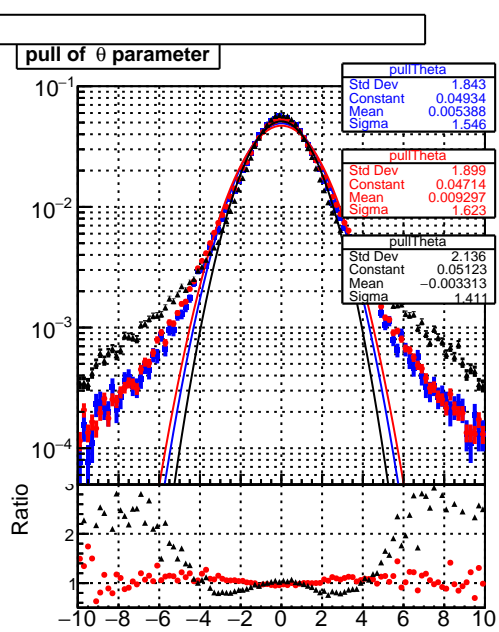 pull of θ parameter
pullTheta
Std Dev 1.843
Constant 0.04934
Mean 0.005388
Sigma 1.546
pullTheta
Std Dev 1.899
Constant 0.04714
Mean 0.009297
Sigma 1.623
pullTheta
Std Dev 2.136
Constant 0.05123
Mean −0.003313
Sigma 1.411
10⁻¹
10⁻²
10⁻³
10⁻⁴
3
2
1
Ratio
−10 −8 −6 −4 −2 0 2 4 6 8 10